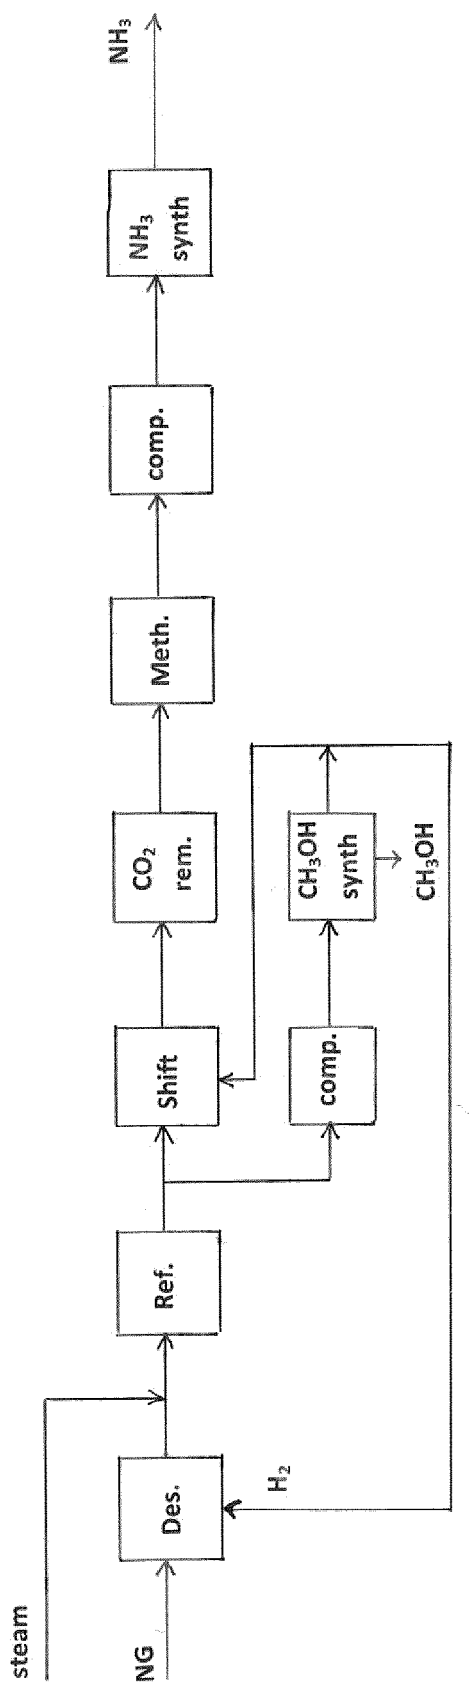 steam
NG
Des.
H₂
Ref.
Shift
comp.
CO₂
rem.
CH₃OH
synth
CH₃OH
Meth.
comp.
NH₃
synth
NH₃